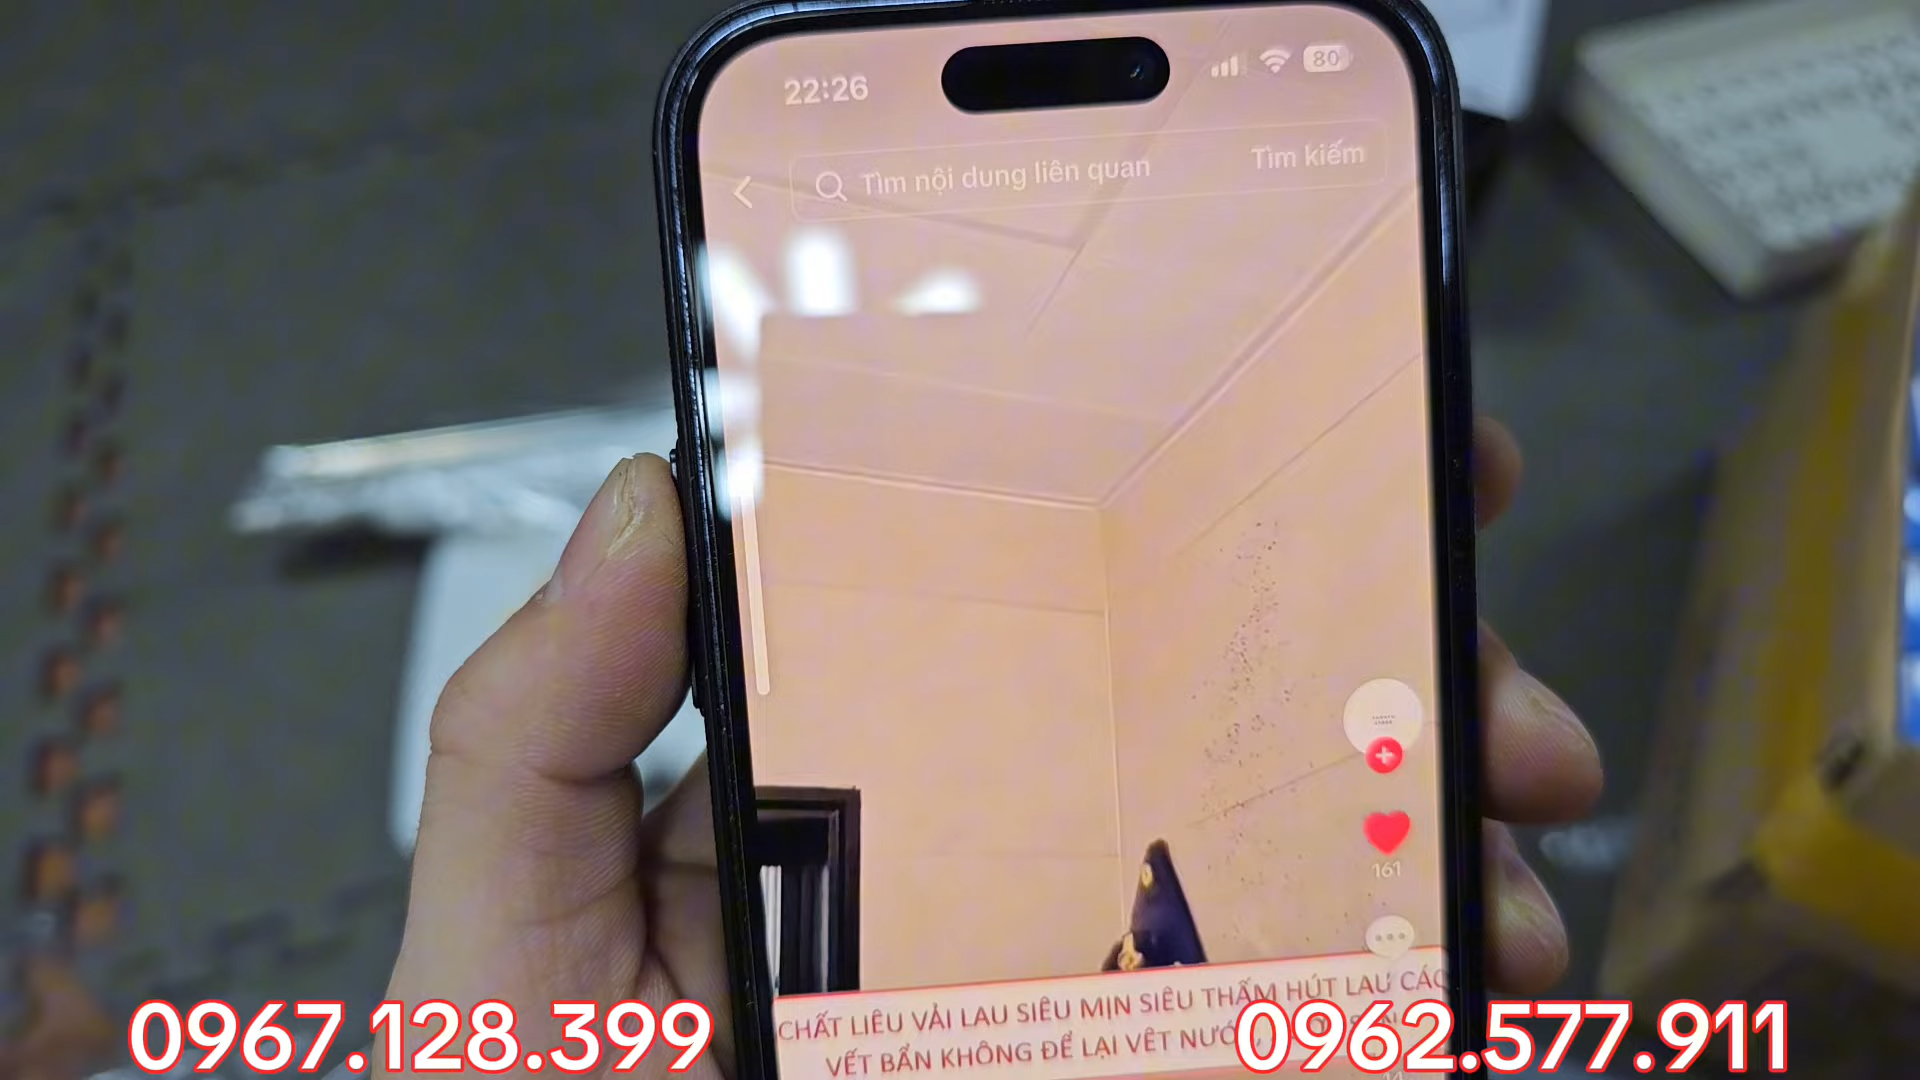 22:26
80
Tìm nội dung liên quan
Tìm kiếm
161
CHẤT LIỆU VẢI LAU SIÊU MỊN SIÊU THẤM HÚT LAU CÁC
VẾT BẨN KHÔNG ĐỂ LẠI VẾT NƯỚC
0967.128.399
0962.577.911
14